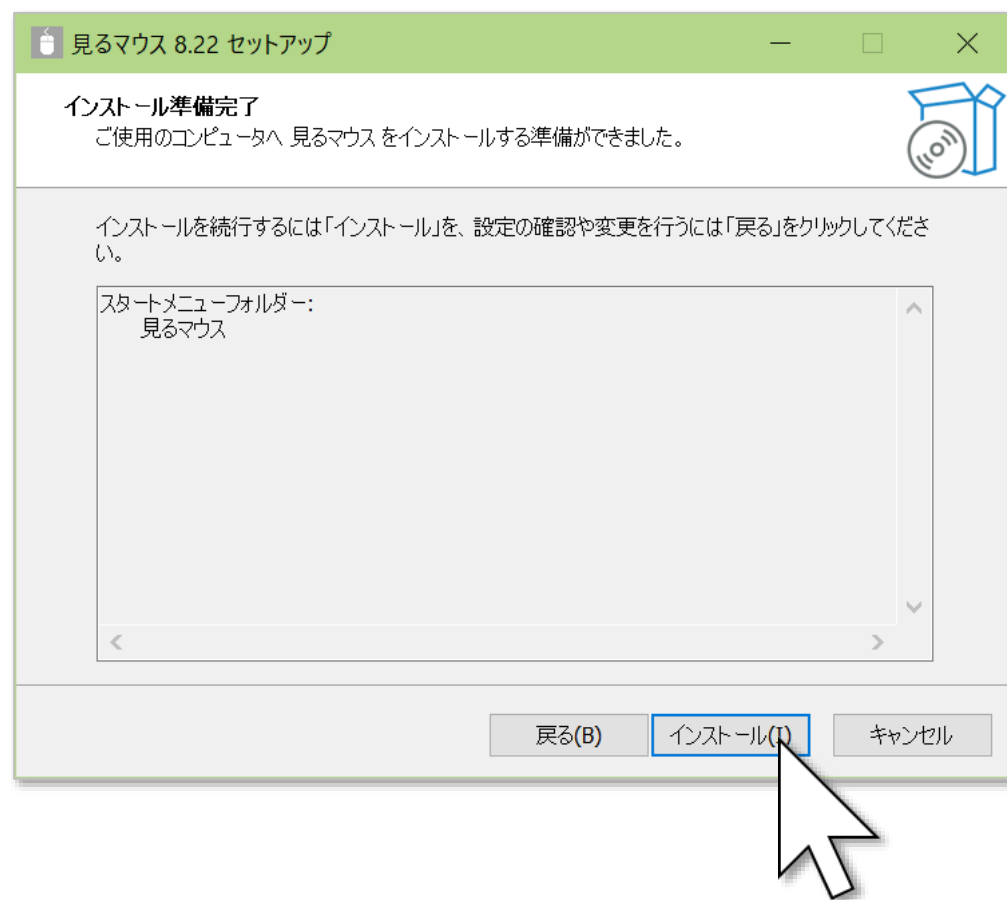 見るマウス 8.22 セットアップ
インストール準備完了
ご使用のコンピュータへ 見るマウス をインストールする準備ができました。
インストールを続行するには「インストール」を、設定の確認や変更を行うには「戻る」をクリックしてくださ
い。
スタートメニューフォルダー:
見るマウス
戻る(B)
インストール(I)
キャンセル